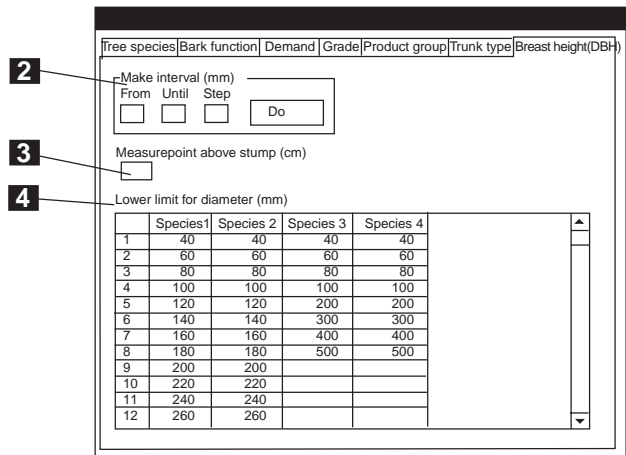 Tree species Bark function Demand Grade Product group Trunk type Breast height(DBH)
2
Make interval (mm)
From Until Step
Do
3
Measurepoint above stump (cm)
4
Lower limit for diameter (mm)
Species1 Species 2 Species 3 Species 4
1 40 40 40 40
2 60 60 60 60
3 80 80 80 80
4 100 100 100 100
5 120 120 200 200
6 140 140 300 300
7 160 160 400 400
8 180 180 500 500
9 200 200
10 220 220
11 240 240
12 260 260